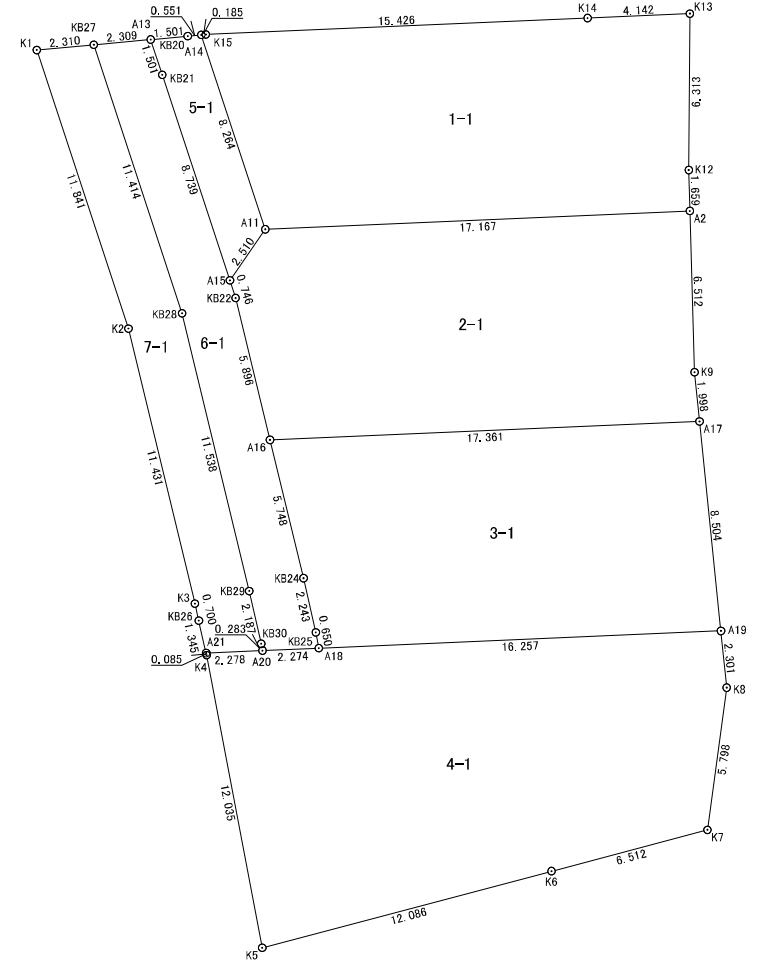 0.551
0.185
K14
4.142
K13
15.426
KB27
A13
1.501
K1
2.310
2.309
KB20
A14
K15
1.501
KB21
5-1
1-1
6.313
8.264
11.841
11.414
8.739
K12
1.659
A11
17.167
A2
2.510
A15
0.746
KB22
6.512
K2
KB28
7-1
6-1
2-1
5.896
K9
1.998
A16
17.361
A17
11.431
11.538
5.748
8.504
3-1
KB24
K3
KB29
0.700
2.243
KB26
2.187
0.283
KB30
KB25
0.650
A19
1.345
A21
0.085
K4
2.278
A20
2.274
A18
16.257
2.301
K8
4-1
5.798
12.035
K7
6.512
K6
12.086
K5